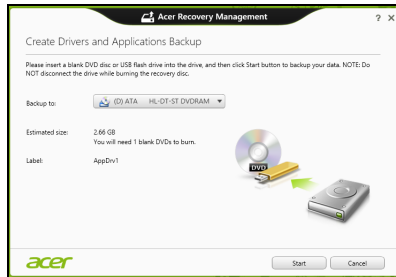 Acer Recovery Management
? ×
Create Drivers and Applications Backup
Please insert a blank DVD disc or USB flash drive into the drive, and then click Start button to backup your data. NOTE: Do
NOT disconnect the drive while burning the recovery disc.
Backup to: (D) ATA HL-DT-ST DVDRAM
Estimated size: 2.66 GB
You will need 1 blank DVDs to burn.
Label: AppDrv1
DVD
acer
Start Cancel